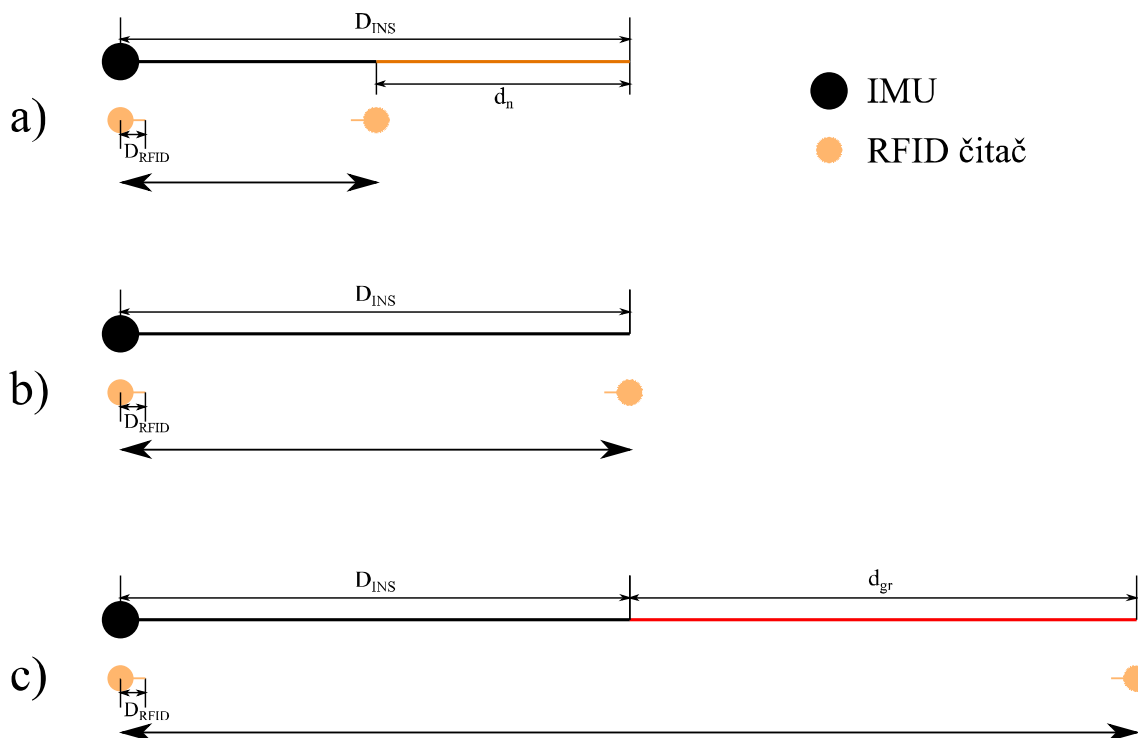 D_INS
d_n
a)
D_RFID
IMU
RFID čitač
D_INS
b)
D_RFID
D_INS
d_gr
c)
D_RFID